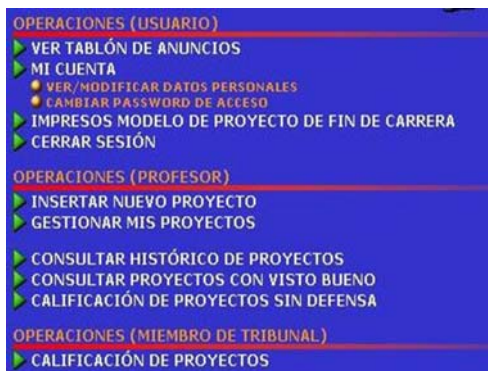 OPERACIONES (USUARIO)
VER TABLÓN DE ANUNCIOS
MI CUENTA
VER/MODIFICAR DATOS PERSONALES
CAMBIAR PASSWORD DE ACCESO
IMPRESOS MODELO DE PROYECTO DE FIN DE CARRERA
CERRAR SESIÓN
OPERACIONES (PROFESOR)
INSERTAR NUEVO PROYECTO
GESTIONAR MIS PROYECTOS
CONSULTAR HISTÓRICO DE PROYECTOS
CONSULTAR PROYECTOS CON VISTO BUENO
CALIFICACIÓN DE PROYECTOS SIN DEFENSA
OPERACIONES (MIEMBRO DE TRIBUNAL)
CALIFICACIÓN DE PROYECTOS